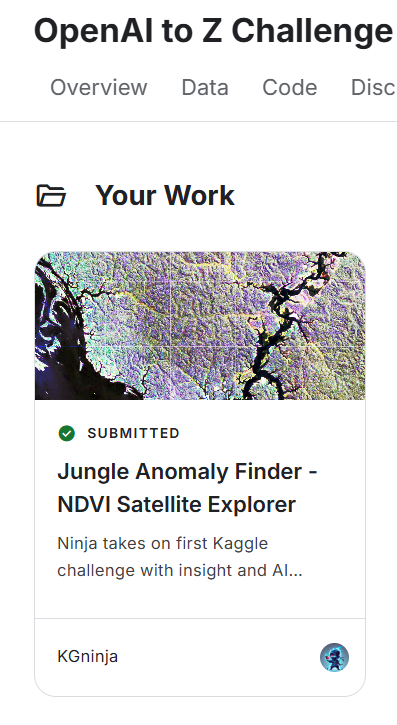 OpenAI to Z Challenge
Overview Data Code Disc
Your Work
SUBMITTED
Jungle Anomaly Finder -
NDVI Satellite Explorer
Ninja takes on first Kaggle
challenge with insight and AI...
KGninja